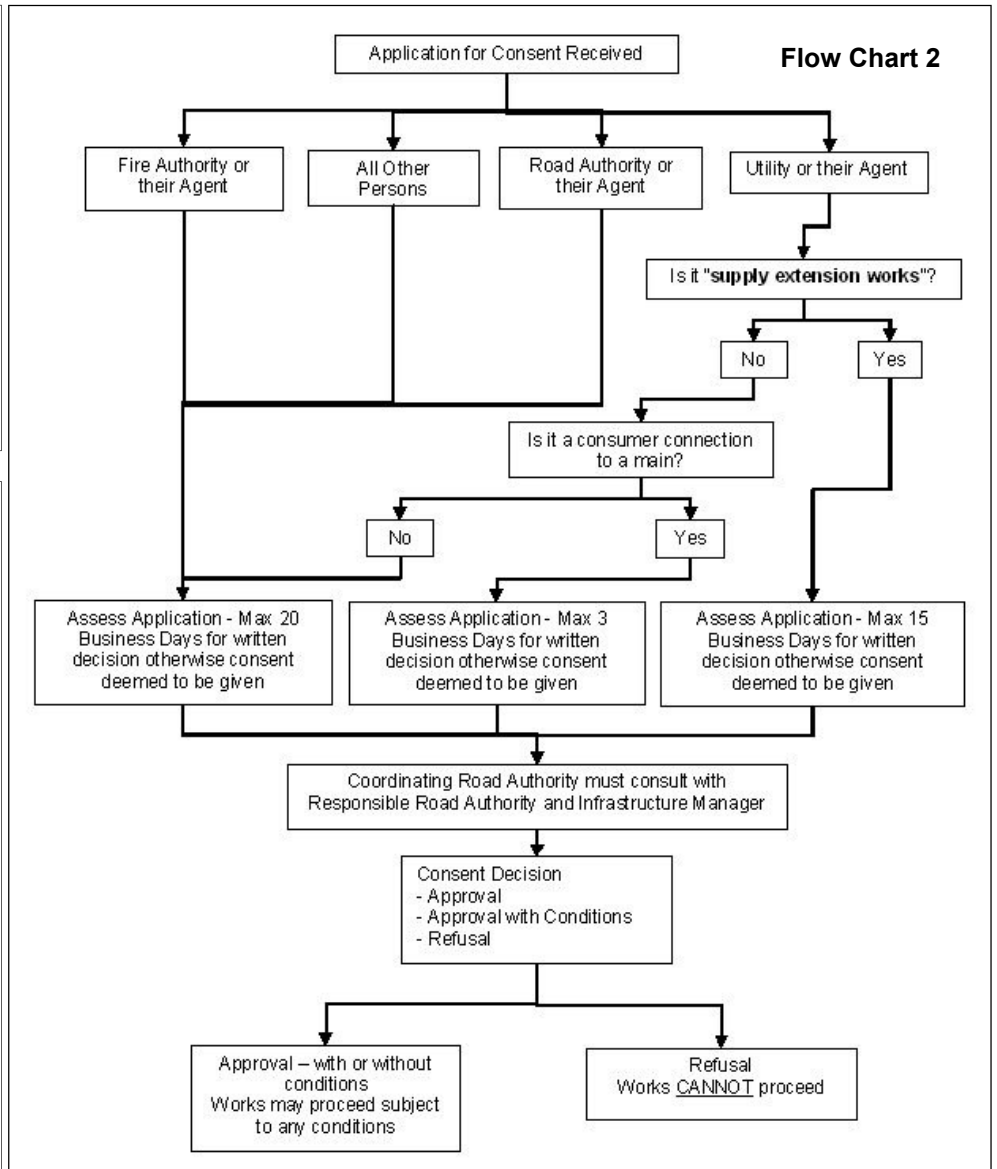 Flow Chart 2
Application for Consent Received
Fire Authority or
their Agent
All Other
Persons
Road Authority or
their Agent
Utility or their Agent
Is it "supply extension works"?
No
Yes
Is it a consumer connection
to a main?
No
Yes
Assess Application - Max 20
Business Days for written
decision otherwise consent
deemed to be given
Assess Application - Max 3
Business Days for written
decision otherwise consent
deemed to be given
Assess Application - Max 15
Business Days for written
decision otherwise consent
deemed to be given
Coordinating Road Authority must consult with
Responsible Road Authority and Infrastructure Manager
Consent Decision
- Approval
- Approval with Conditions
- Refusal
Approval – with or without
conditions
Works may proceed subject
to any conditions
Refusal
Works CANNOT proceed